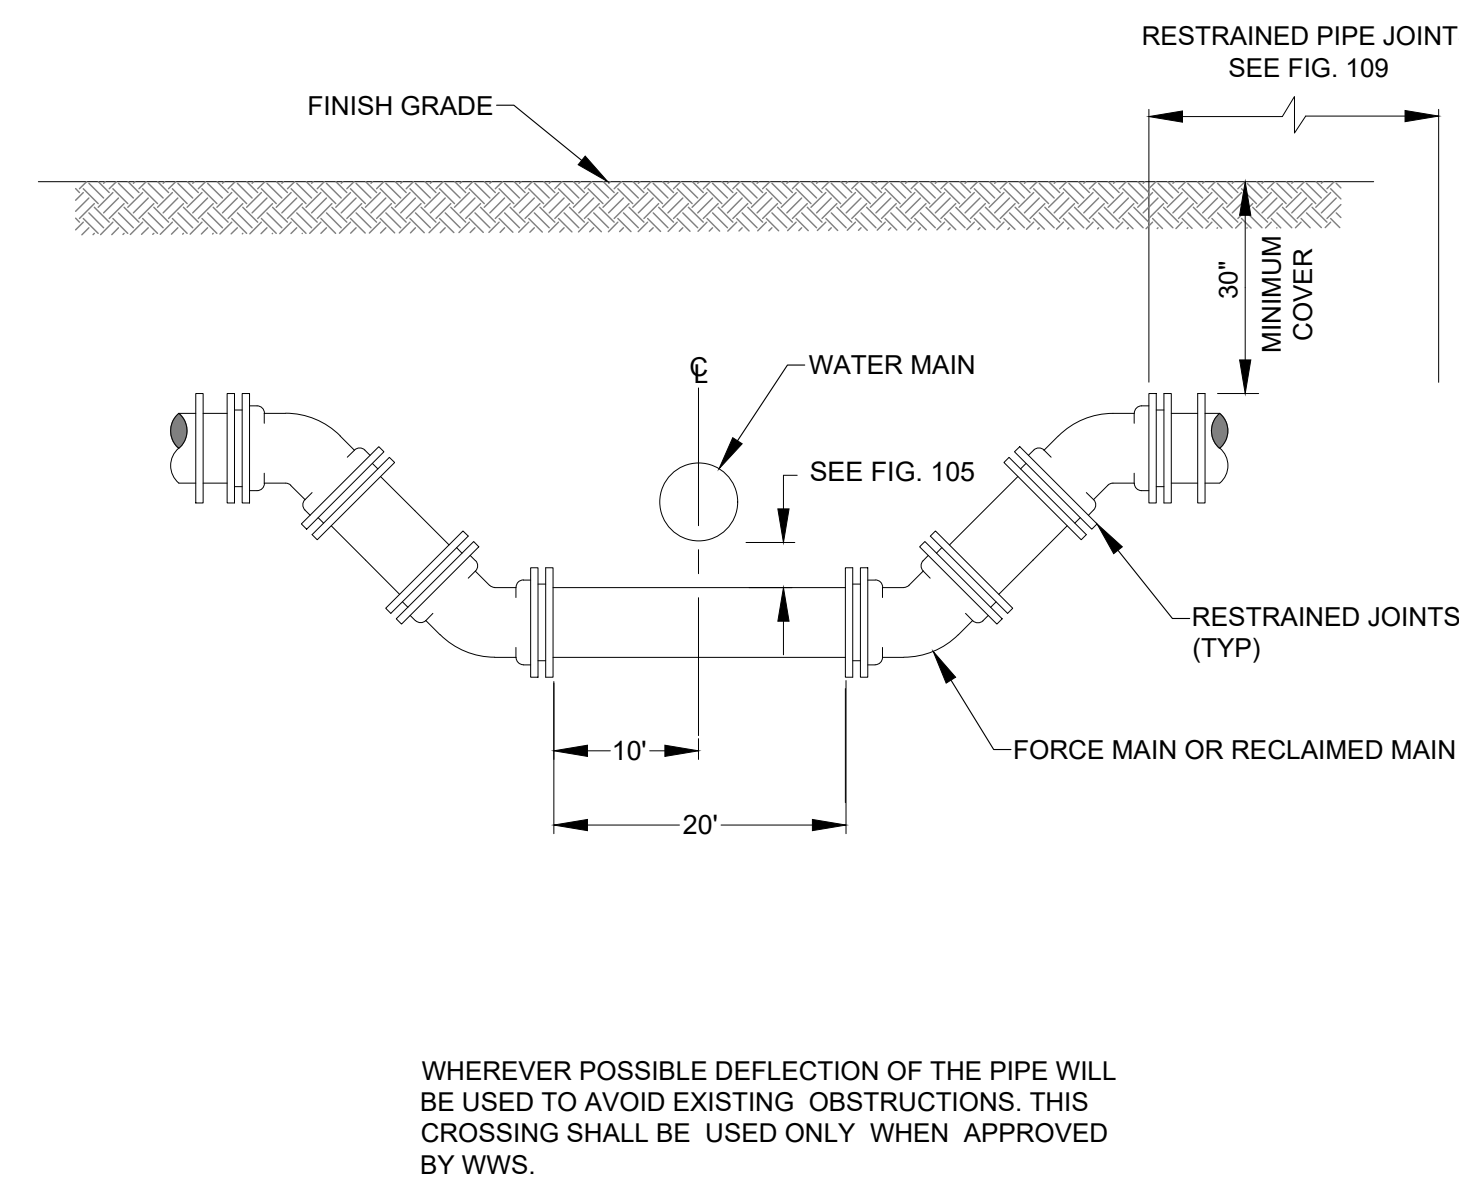 RESTRAINED PIPE JOINT
SEE FIG. 109
FINISH GRADE
30"
MINIMUM
COVER
℄
WATER MAIN
SEE FIG. 105
RESTRAINED JOINTS
(TYP)
10'
FORCE MAIN OR RECLAIMED MAIN
20'
WHEREVER POSSIBLE DEFLECTION OF THE PIPE WILL
BE USED TO AVOID EXISTING OBSTRUCTIONS. THIS
CROSSING SHALL BE USED ONLY WHEN APPROVED
BY WWS.